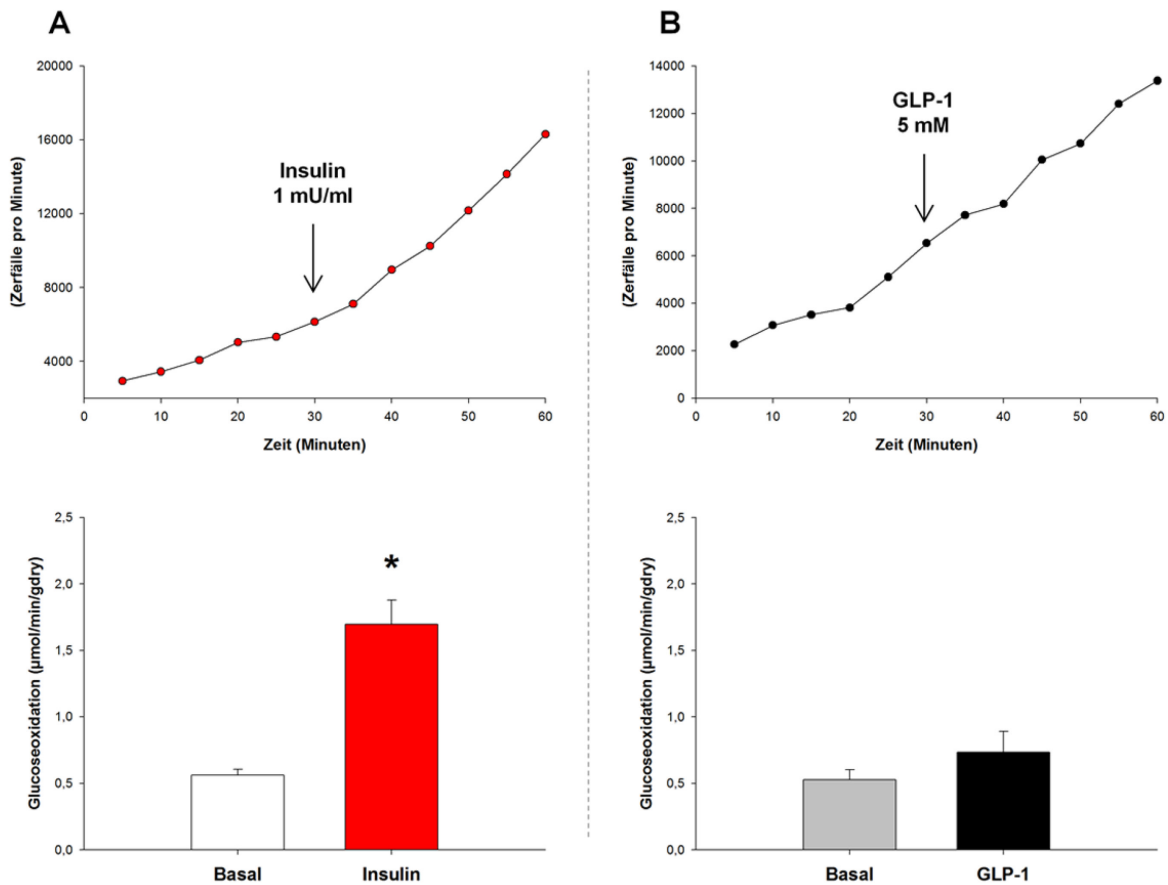 A
20000
16000
12000
8000
4000
(Zerfälle pro Minute)
Insulin
1 mU/ml
0
10
20
30
40
50
60
Zeit (Minuten)
B
14000
12000
10000
8000
6000
4000
2000
0
(Zerfälle pro Minute)
GLP-1
5 mM
0
10
20
30
40
50
60
Zeit (Minuten)
2,5
2,0
1,5
1,0
0,5
0,0
Glucoseoxidation (µmol/min/gdry)
*
Basal
Insulin
2,5
2,0
1,5
1,0
0,5
0,0
Glucoseoxidation (µmol/min/gdry)
Basal
GLP-1